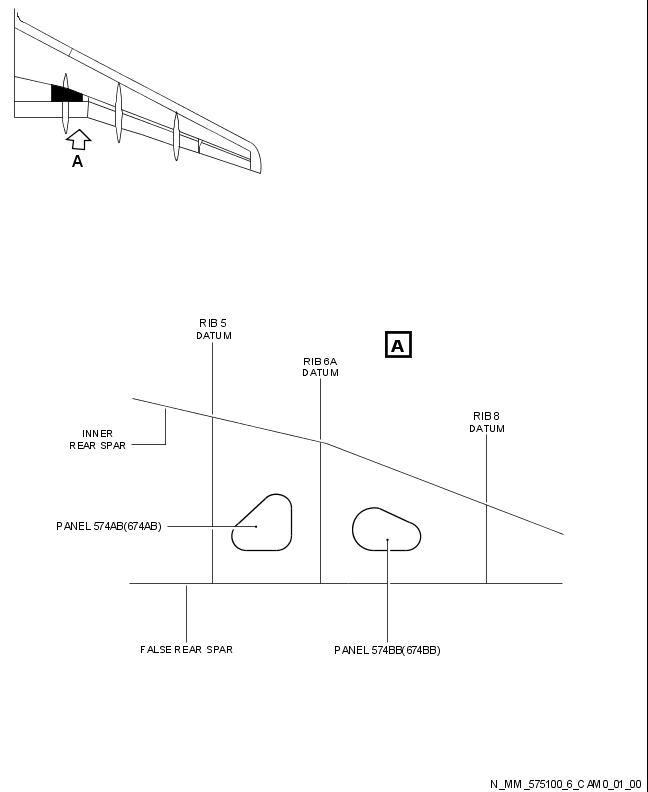 A
RIB 5
DATUM
A
RIB 6A
DATUM
RIB 8
DATUM
INNER
REAR SPAR
PANEL 574AB(674AB)
FALSE REAR SPAR
PANEL 574BB(674BB)
N_MM_575100_6_CAM0_01_00